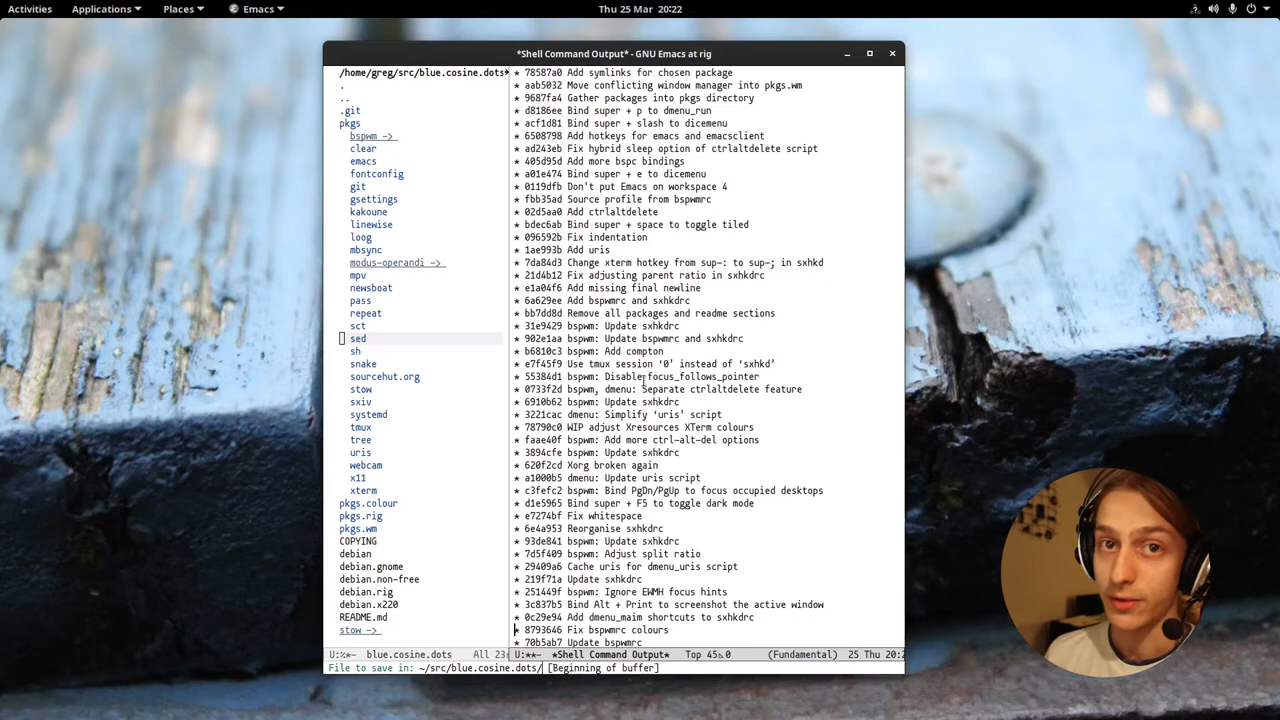 Activities Applications Places Emacs Thu 25 Mar 20:22
*Shell Command Output* - GNU Emacs at rig
/home/greg/src/blue.cosine.dots
.
..
.git
pkgs
bspwm ->
clear
emacs
fontconfig
git
gsettings
kakoune
linewise
loog
mbsync
modus-operandi ->
mpv
newsboat
pass
repeat
sct
sed
sh
snake
sourcehut.org
stow
sxiv
systemd
tmux
tree
uris
webcam
x11
xterm
pkgs.colour
pkgs.rig
pkgs.wm
COPYING
debian
debian.gnome
debian.non-free
debian.rig
debian.x220
README.md
stow ->
* 78587a0 Add symlinks for chosen package
* aab5032 Move conflicting window manager into pkgs.wm
* 9687fa4 Gather packages into pkgs directory
* d8186ee Bind super + p to dmenu_run
* acf1d81 Bind super + slash to dicemenu
* 6508798 Add hotkeys for emacs and emacsclient
* ad243eb Fix hybrid sleep option of ctrlaltdelete script
* 405d95d Add more bspc bindings
* a01e474 Bind super + e to dicemenu
* 0119dfb Don't put Emacs on workspace 4
* fbb35ad Source profile from bspwmrc
* 02d5aa0 Add ctrlaltdelete
* bdec6ab Bind super + space to toggle tiled
* 096592b Fix indentation
* 1ae993b Add uris
* 7da84d3 Change xterm hotkey from sup-: to sup-; in sxhkd
* 21d4b12 Fix adjusting parent ratio in sxhkdrc
* e1a04f6 Add missing final newline
* 6a629ee Add bspwmrc and sxhkdrc
* bb7dd8d Remove all packages and readme sections
* 31e9429 bspwm: Update sxhkdrc
* 902e1aa bspwm: Update bspwmrc and sxhkdrc
* b6810c3 bspwm: Add compton
* e7f45f9 Use tmux session ‘0’ instead of ‘sxhkd’
* 55384d1 bspwm: Disable focus_follows_pointer
* 0733f2d bspwm, dmenu: Separate ctrlaltdelete feature
* 6910b62 bspwm: Update sxhkdrc
* 3221cac dmenu: Simplify ‘uris’ script
* 78790c0 WIP adjust Xresources XTerm colours
* faae40f bspwm: Add more ctrl-alt-del options
* 3894cfe bspwm: Update sxhkdrc
* 620f2cd Xorg broken again
* a1000b5 dmenu: Update uris script
* c3fefc2 bspwm: Bind PgDn/PgUp to focus occupied desktops
* d1e5965 Bind super + F5 to toggle dark mode
* e7274bf Fix whitespace
* 6e4a953 Reorganise sxhkdrc
* 93de841 bspwm: Update sxhkdrc
* 7d5f409 bspwm: Adjust split ratio
* 29409a6 Cache uris for dmenu_uris script
* 219f71a Update sxhkdrc
* 251449f bspwm: Ignore EWMH focus hints
* 3c837b5 Bind Alt + Print to screenshot the active window
* 0c29e94 Add dmenu_maim shortcuts to sxhkdrc
* 8793646 Fix bspwmrc colours
* 70b5ab7 Update bspwmrc
U:%*- blue.cosine.dots All 23
U:**- *Shell Command Output* Top 45 0 (Fundamental) 25 Thu 20:2
File to save in: ~/src/blue.cosine.dots/ [Beginning of buffer]